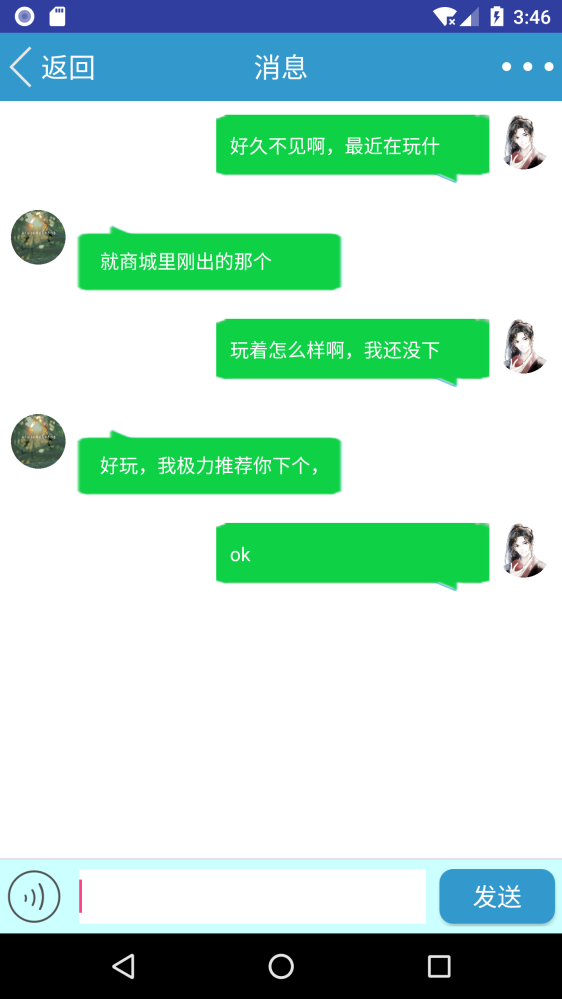 3:46
返回
消息
好久不见啊，最近在玩什
就商城里刚出的那个
玩着怎么样啊，我还没下
好玩，我极力推荐你下个，
ok
发送